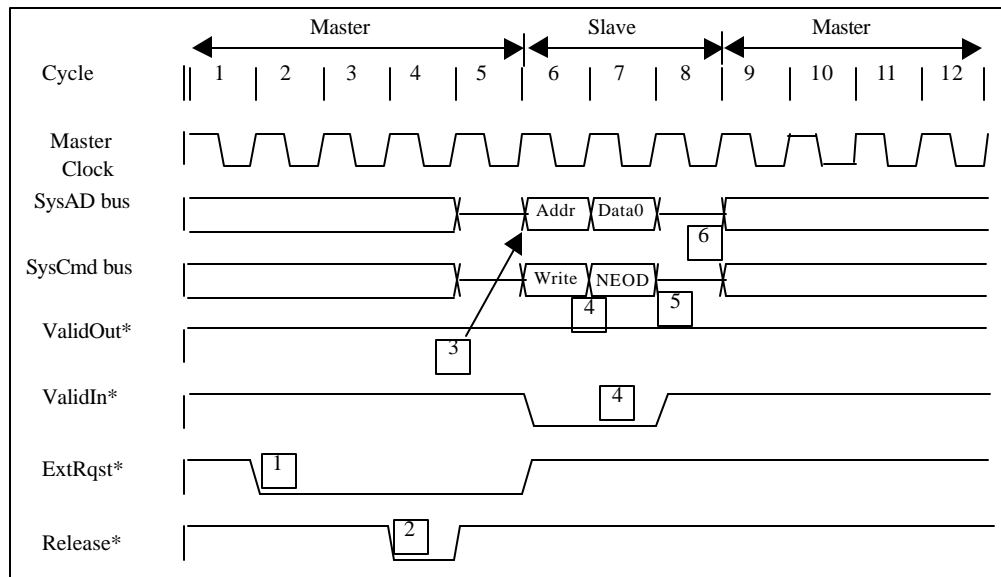 Master Slave Master
Cycle 1 2 3 4 5 6 7 8 9 10 11 12
Master
Clock
SysAD bus Addr Data0
6
SysCmd bus Write NEOD
4 5
ValidOut*
3
ValidIn* 4
ExtRqst* 1
Release* 2